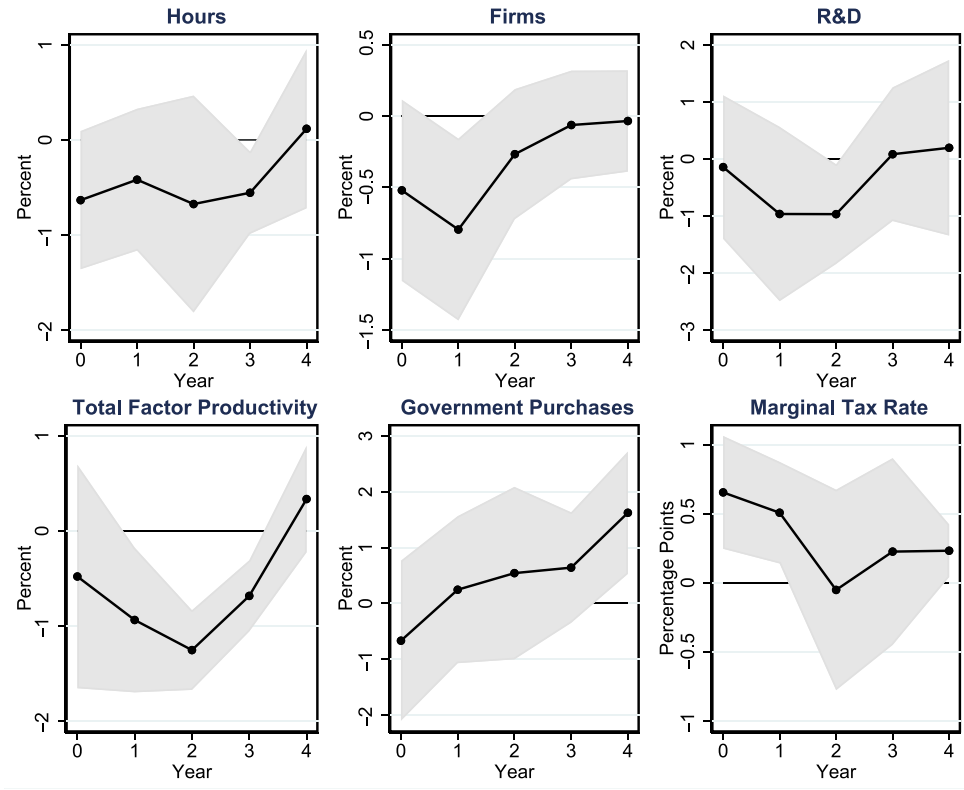 Hours
Percent
1
0
−1
−2
0 1 2 3 4
Year
Firms
Percent
0.5
0
−0.5
−1
−1.5
0 1 2 3 4
Year
R&D
Percent
2
1
0
−1
−2
−3
0 1 2 3 4
Year
Total Factor Productivity
Percent
1
0
−1
−2
0 1 2 3 4
Year
Government Purchases
Percent
3
2
1
0
−1
−2
0 1 2 3 4
Year
Marginal Tax Rate
Percentage Points
1
0.5
0
−0.5
−1
0 1 2 3 4
Year